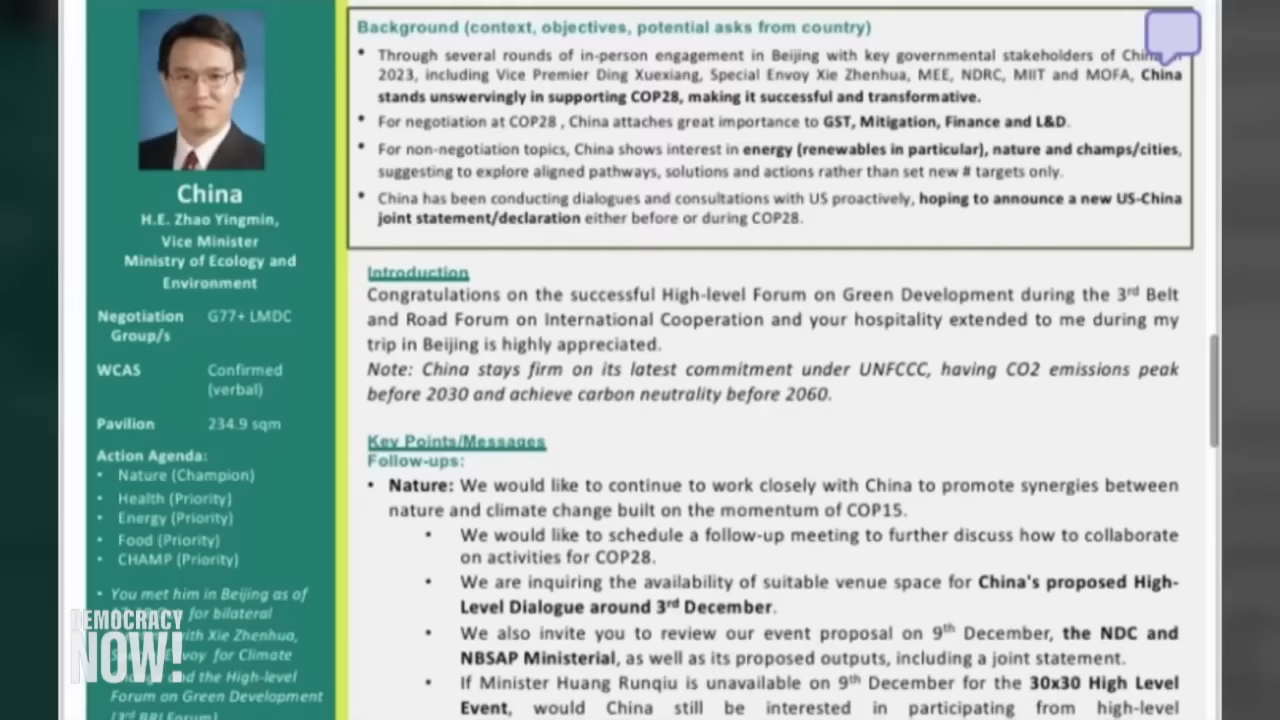 China
H.E. Zhao Yingmin,
Vice Minister
Ministry of Ecology and
Environment
Negotiation G77+ LMDC
Group/s
WCAS Confirmed
(verbal)
Pavilion 234.9 sqm
Action Agenda:
• Nature (Champion)
• Health (Priority)
• Energy (Priority)
• Food (Priority)
• CHAMP (Priority)
• You met him in Beijing as of
for bilateral
with Xie Zhenhua,
for Climate
and the High-level
Forum on Green Development
(3rd BRI Forum)
DEMOCRACY
NOW!
Background (context, objectives, potential asks from country)
• Through several rounds of in-person engagement in Beijing with key governmental stakeholders of China in
2023, including Vice Premier Ding Xuexiang, Special Envoy Xie Zhenhua, MEE, NDRC, MIIT and MOFA, China
stands unswervingly in supporting COP28, making it successful and transformative.
• For negotiation at COP28 , China attaches great importance to GST, Mitigation, Finance and L&D.
• For non-negotiation topics, China shows interest in energy (renewables in particular), nature and champs/cities,
suggesting to explore aligned pathways, solutions and actions rather than set new # targets only.
• China has been conducting dialogues and consultations with US proactively, hoping to announce a new US-China
joint statement/declaration either before or during COP28.
Introduction
Congratulations on the successful High-level Forum on Green Development during the 3rd Belt
and Road Forum on International Cooperation and your hospitality extended to me during my
trip in Beijing is highly appreciated.
Note: China stays firm on its latest commitment under UNFCCC, having CO2 emissions peak
before 2030 and achieve carbon neutrality before 2060.
Key Points/Messages
Follow-ups:
• Nature: We would like to continue to work closely with China to promote synergies between
nature and climate change built on the momentum of COP15.
• We would like to schedule a follow-up meeting to further discuss how to collaborate
on activities for COP28.
• We are inquiring the availability of suitable venue space for China's proposed High-
Level Dialogue around 3rd December.
• We also invite you to review our event proposal on 9th December, the NDC and
NBSAP Ministerial, as well as its proposed outputs, including a joint statement.
• If Minister Huang Runqiu is unavailable on 9th December for the 30x30 High Level
Event, would China still be interested in participating from high-level